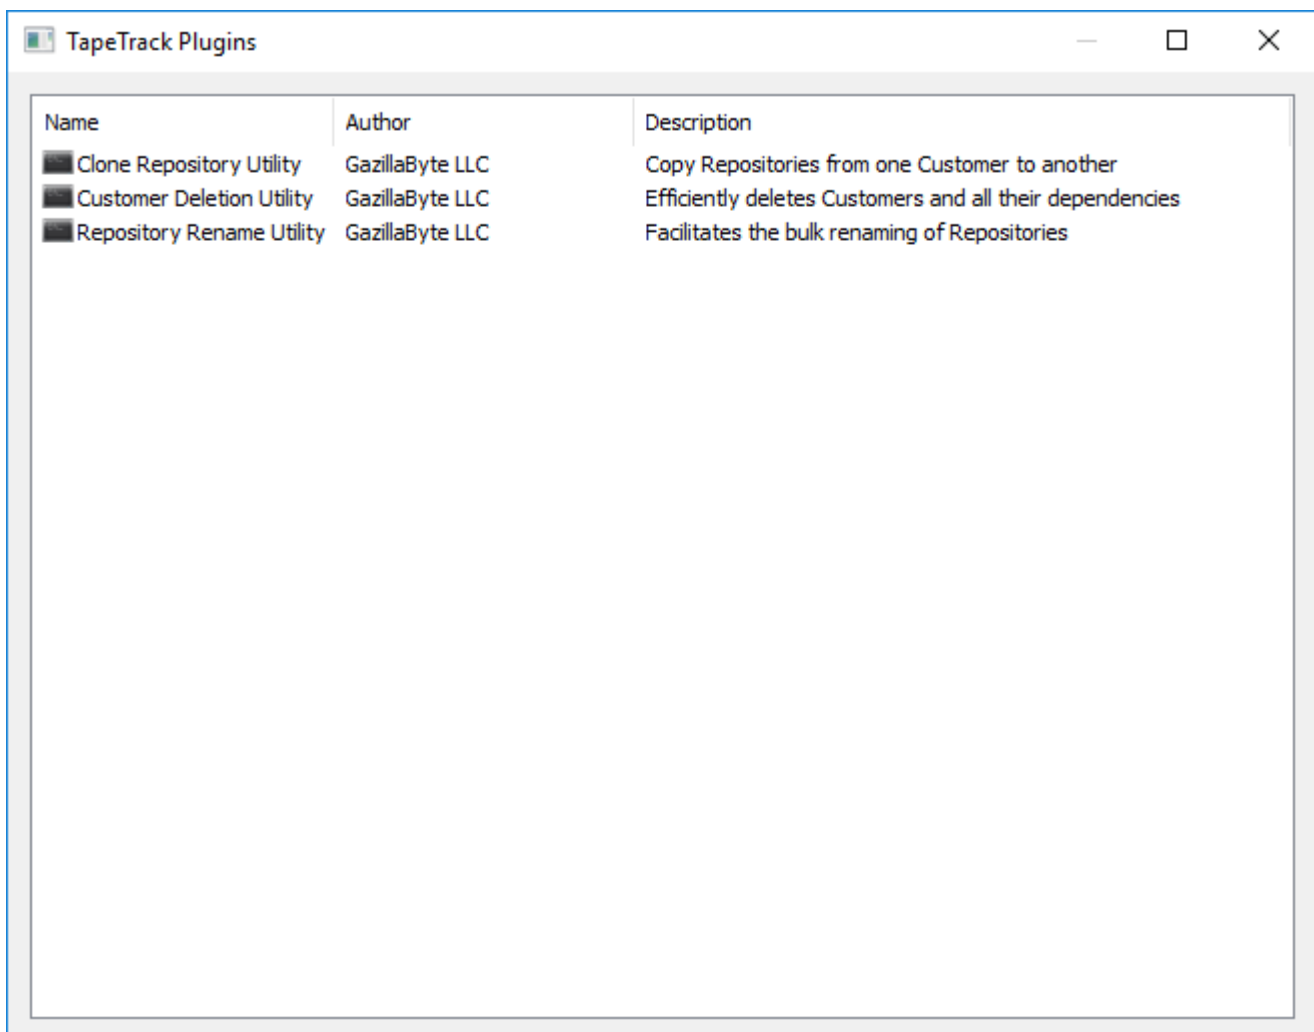 TapeTrack Plugins
Name Author Description
Clone Repository Utility GazillaByte LLC Copy Repositories from one Customer to another
Customer Deletion Utility GazillaByte LLC Efficiently deletes Customers and all their dependencies
Repository Rename Utility GazillaByte LLC Facilitates the bulk renaming of Repositories